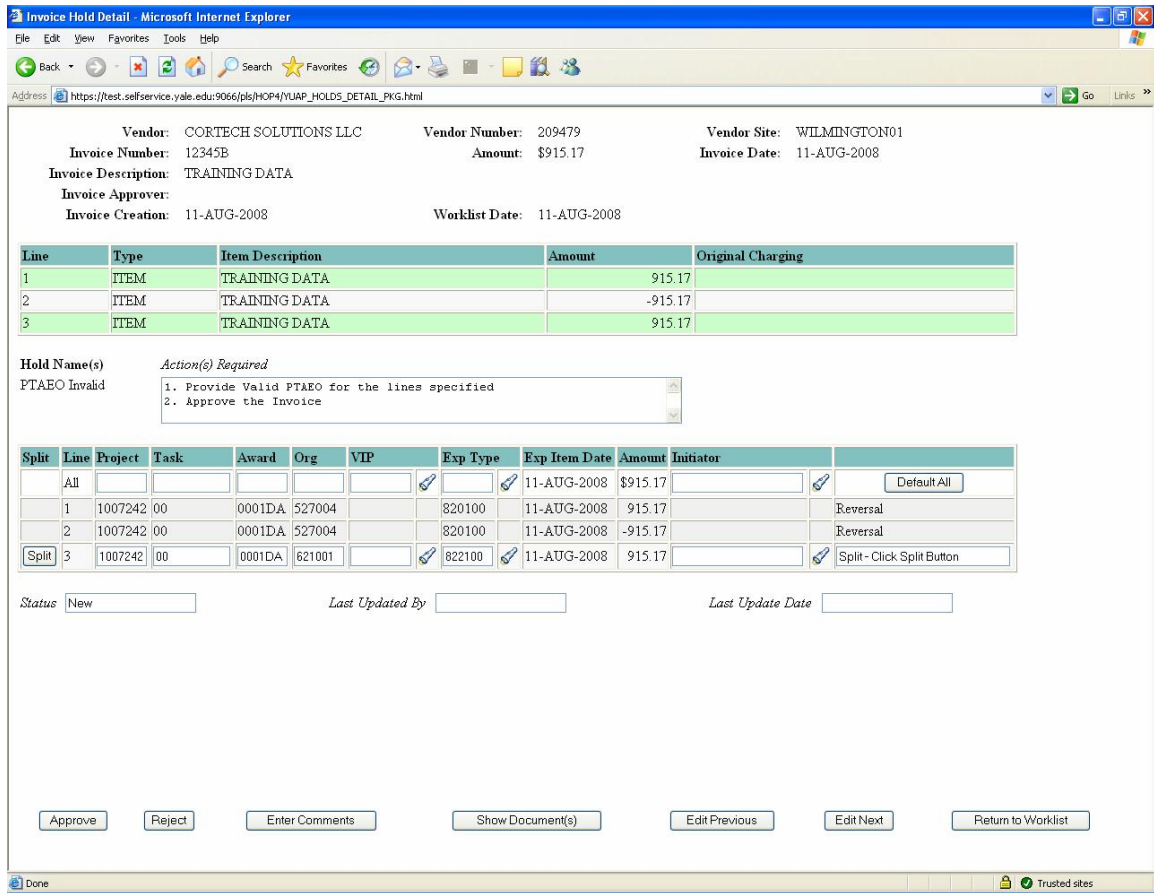 Invoice Hold Detail - Microsoft Internet Explorer
File Edit View Favorites Tools Help
Back Search Favorites
Address https://test.selfservice.yale.edu:9066/pls/HOP4/YUAP_HOLDS_DETAIL_PKG.html Go Links »
Vendor: CORTECH SOLUTIONS LLC Vendor Number: 209479 Vendor Site: WILMINGTON01
Invoice Number: 12345B Amount: $915.17 Invoice Date: 11-AUG-2008
Invoice Description: TRAINING DATA
Invoice Approver:
Invoice Creation: 11-AUG-2008 Worklist Date: 11-AUG-2008
Line Type Item Description Amount Original Charging
1 ITEM TRAINING DATA 915.17
2 ITEM TRAINING DATA -915.17
3 ITEM TRAINING DATA 915.17
Hold Name(s) Action(s) Required
PTAEO Invalid 1. Provide Valid PTAEO for the lines specified
2. Approve the Invoice
Split Line Project Task Award Org VIP Exp Type Exp Item Date Amount Initiator
All 11-AUG-2008 $915.17 Default All
1 1007242 00 0001DA 527004 820100 11-AUG-2008 915.17 Reversal
2 1007242 00 0001DA 527004 820100 11-AUG-2008 -915.17 Reversal
Split 3 1007242 00 0001DA 621001 822100 11-AUG-2008 915.17 Split - Click Split Button
Status New Last Updated By Last Update Date
Approve Reject Enter Comments Show Document(s) Edit Previous Edit Next Return to Worklist
Done Trusted sites